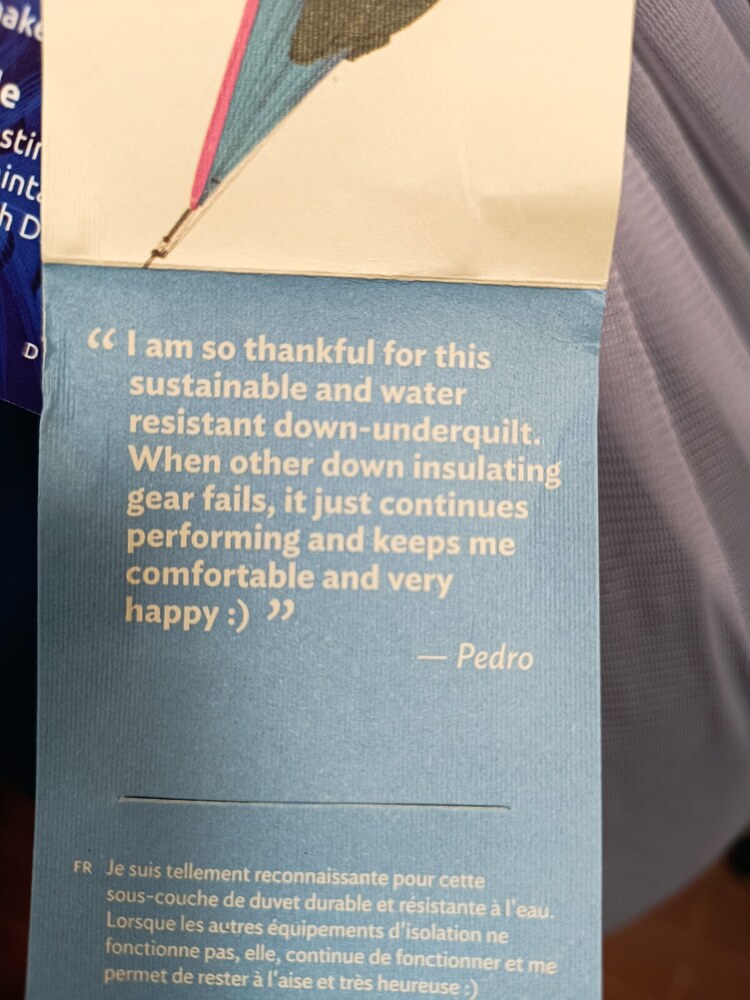 e
D
“ I am so thankful for this
sustainable and water
resistant down-underquilt.
When other down insulating
gear fails, it just continues
performing and keeps me
comfortable and very
happy :) ”
— Pedro
FR Je suis tellement reconnaissante pour cette
sous-couche de duvet durable et résistante à l'eau.
Lorsque les autres équipements d'isolation ne
fonctionne pas, elle, continue de fonctionner et me
permet de rester à l'aise et très heureuse :)